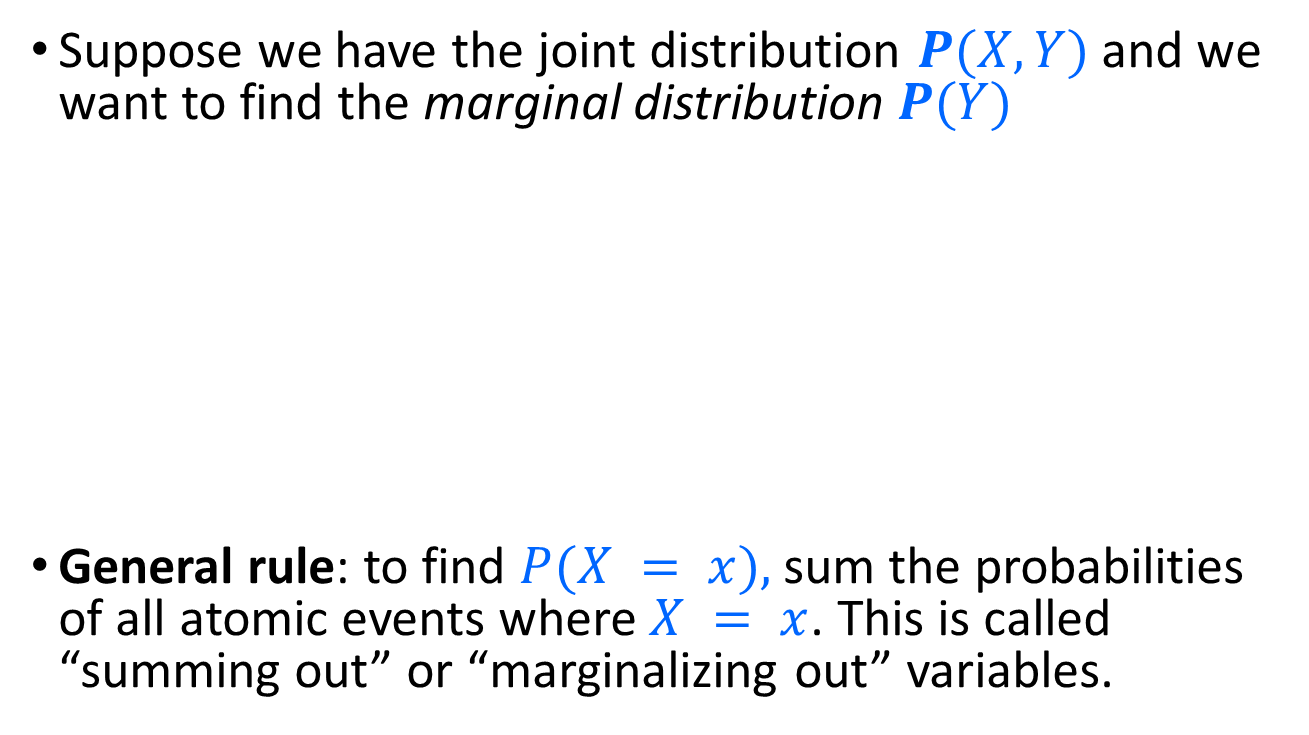 • Suppose we have the joint distribution P(X, Y) and we
want to find the marginal distribution P(Y)
• General rule: to find P(X = x), sum the probabilities
of all atomic events where X = x. This is called
“summing out” or “marginalizing out” variables.